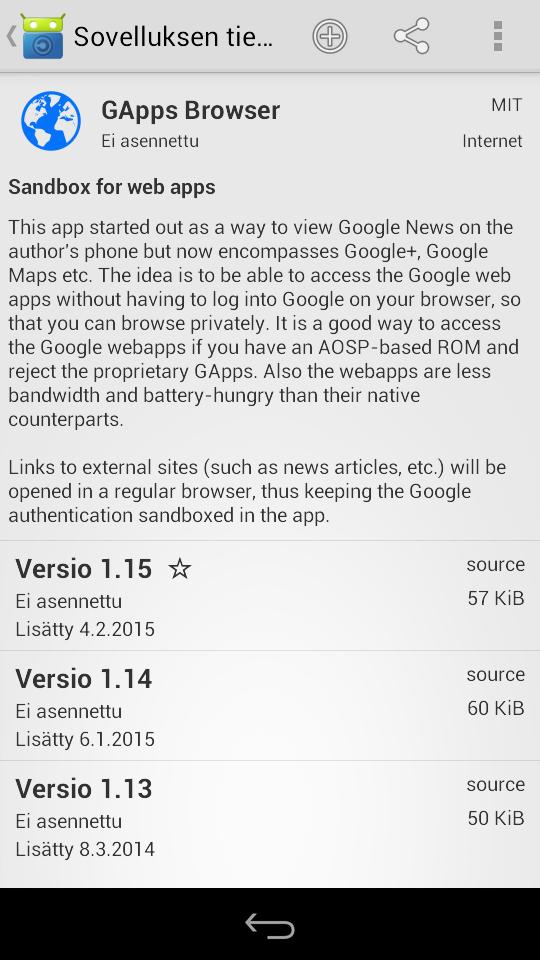 Sovelluksen tie...
GApps Browser
MIT
Ei asennettu
Internet
Sandbox for web apps
This app started out as a way to view Google News on the
author's phone but now encompasses Google+, Google
Maps etc. The idea is to be able to access the Google web
apps without having to log into Google on your browser, so
that you can browse privately. It is a good way to access
the Google webapps if you have an AOSP-based ROM and
reject the proprietary GApps. Also the webapps are less
bandwidth and battery-hungry than their native
counterparts.
Links to external sites (such as news articles, etc.) will be
opened in a regular browser, thus keeping the Google
authentication sandboxed in the app.
Versio 1.15
source
Ei asennettu
57 KiB
Lisätty 4.2.2015
Versio 1.14
source
Ei asennettu
60 KiB
Lisätty 6.1.2015
Versio 1.13
source
Ei asennettu
50 KiB
Lisätty 8.3.2014